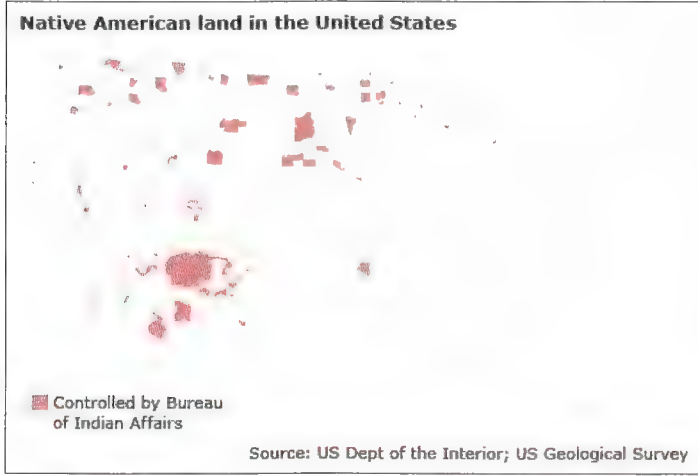 Native American land in the United States
Controlled by Bureau
of Indian Affairs
Source: US Dept of the Interior; US Geological Survey